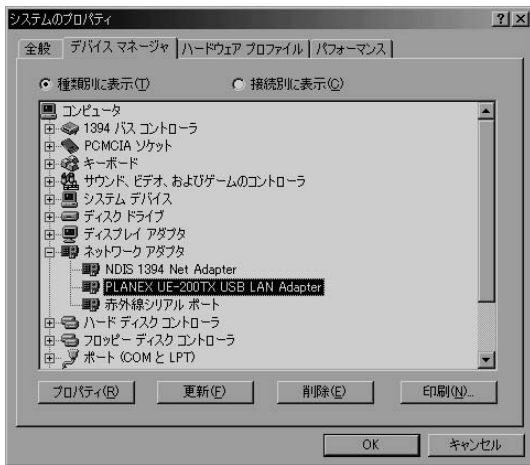 システムのプロパティ
全般 デバイス マネージャ ハードウェア プロファイル パフォーマンス
種類別に表示(T) 接続別に表示(C)
コンピュータ
1394 バス コントローラ
PCMCIA ソケット
キーボード
サウンド、ビデオ、およびゲームのコントローラ
システム デバイス
ディスク ドライブ
ディスプレイ アダプタ
ネットワーク アダプタ
NDIS 1394 Net Adapter
PLANEX UE-200TX USB LAN Adapter
赤外線シリアル ポート
ハード ディスク コントローラ
フロッピー ディスク コントローラ
ポート (COM と LPT)
プロパティ(R) 更新(F) 削除(E) 印刷(N)...
OK キャンセル